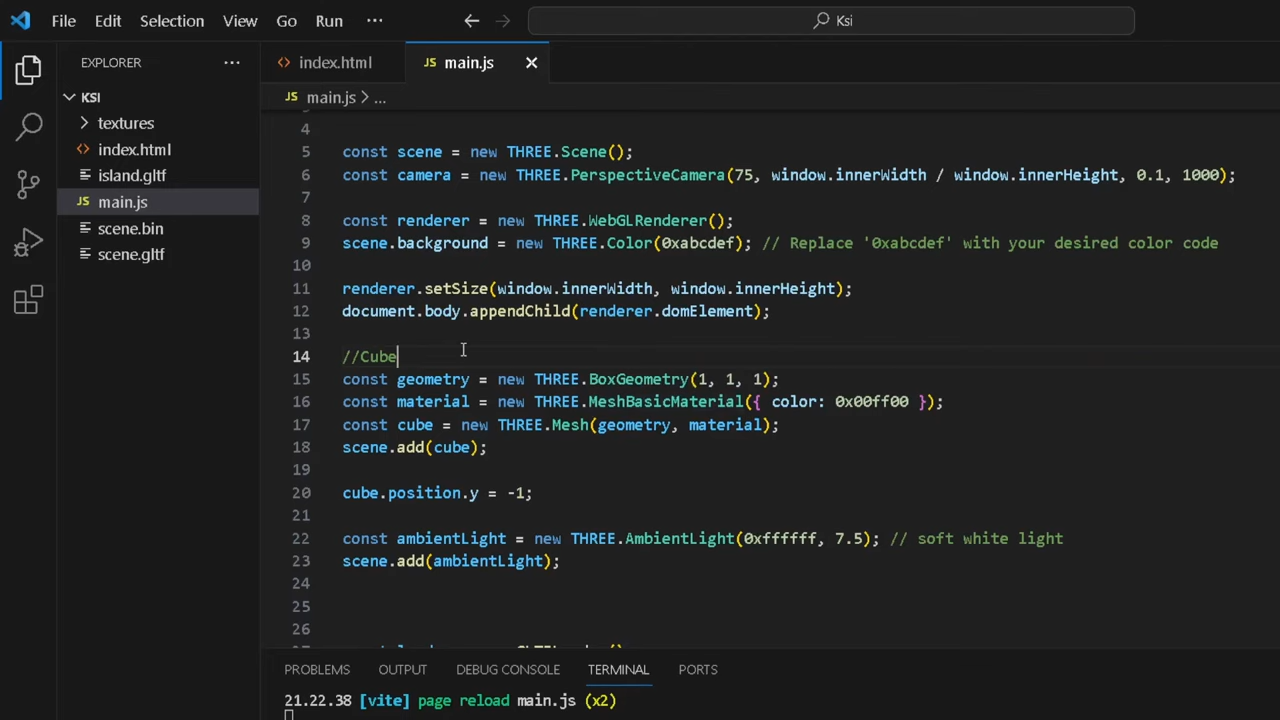 File Edit Selection View Go Run ... Ksi
EXPLORER ...
KSI
textures
index.html
island.gltf
JS main.js
scene.bin
scene.gltf
index.html JS main.js
JS main.js > ...
4
5 const scene = new THREE.Scene();
6 const camera = new THREE.PerspectiveCamera(75, window.innerWidth / window.innerHeight, 0.1, 1000);
7
8 const renderer = new THREE.WebGLRenderer();
9 scene.background = new THREE.Color(0xabcdef); // Replace '0xabcdef' with your desired color code
10
11 renderer.setSize(window.innerWidth, window.innerHeight);
12 document.body.appendChild(renderer.domElement);
13
14 //Cube
15 const geometry = new THREE.BoxGeometry(1, 1, 1);
16 const material = new THREE.MeshBasicMaterial({ color: 0x00ff00 });
17 const cube = new THREE.Mesh(geometry, material);
18 scene.add(cube);
19
20 cube.position.y = -1;
21
22 const ambientLight = new THREE.AmbientLight(0xffffff, 7.5); // soft white light
23 scene.add(ambientLight);
24
25
26
PROBLEMS OUTPUT DEBUG CONSOLE TERMINAL PORTS
21.22.38 [vite] page reload main.js (x2)